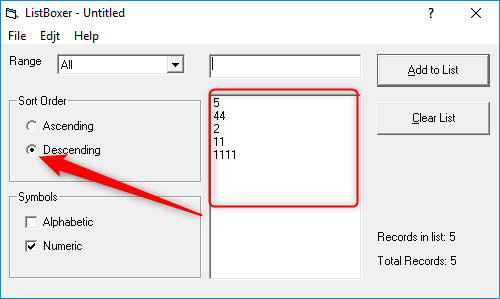 ListBoxer - Untitled
?
File Edjt Help
Range
All
Add to List
Sort Order
Ascending
Descending
5
44
2
11
1111
Clear List
Symbols
Alphabetic
Numeric
Records in list: 5
Total Records: 5